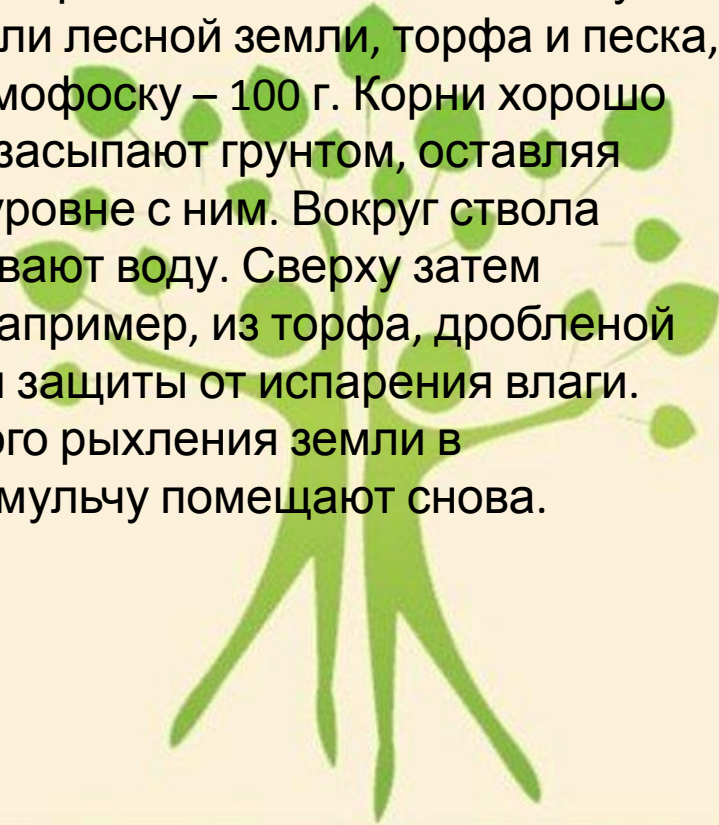 ли лесной земли, торфа и песка,
мофоску – 100 г. Корни хорошо
засыпают грунтом, оставляя
уровне с ним. Вокруг ствола
вают воду. Сверху затем
апример, из торфа, дробленой
защиты от испарения влаги.
ого рыхления земли в
мульчу помещают снова.